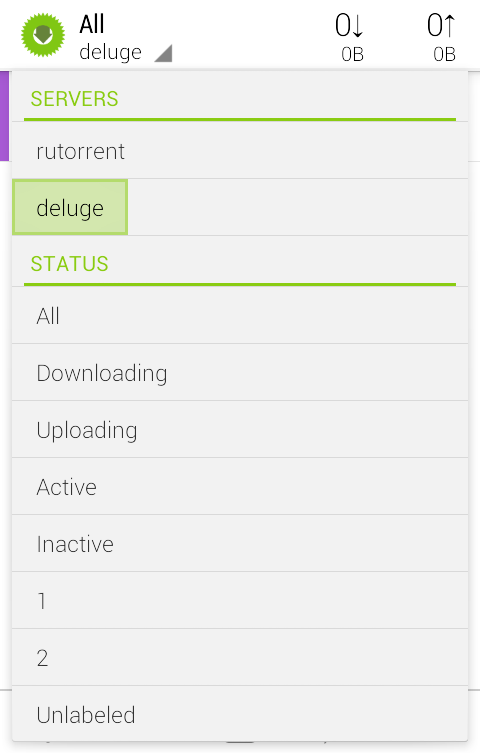 All
deluge
0↓
0B
0↑
0B
SERVERS
rutorrent
deluge
STATUS
All
Downloading
Uploading
Active
Inactive
1
2
Unlabeled